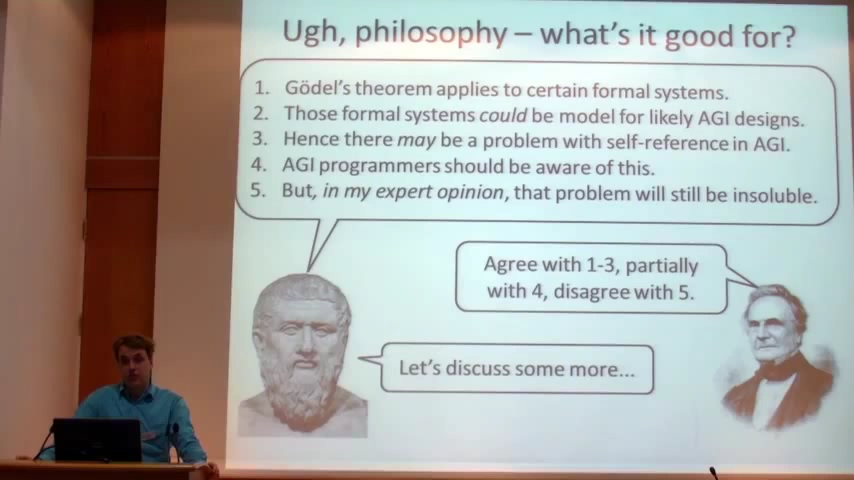 Ugh, philosophy – what's it good for?
1. Gödel's theorem applies to certain formal systems.
2. Those formal systems could be model for likely AGI designs.
3. Hence there may be a problem with self-reference in AGI.
4. AGI programmers should be aware of this.
5. But, in my expert opinion, that problem will still be insoluble.
Agree with 1-3, partially
with 4, disagree with 5.
Let's discuss some more...